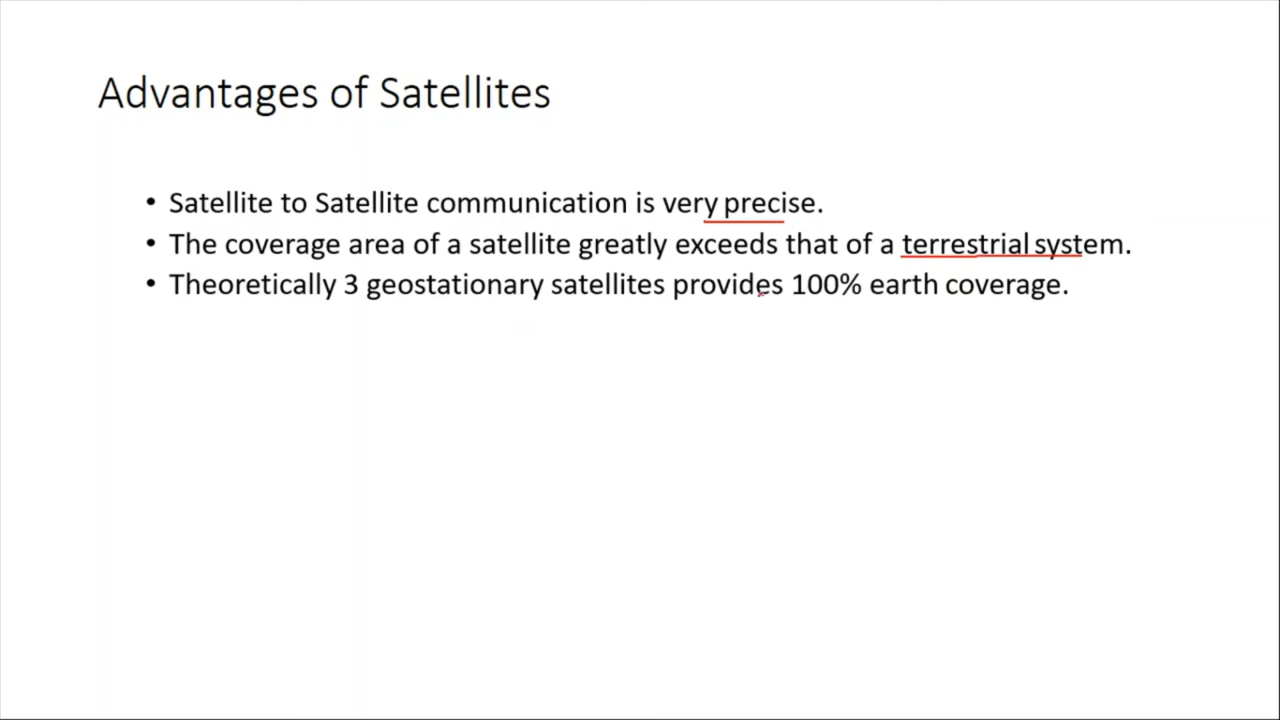 Advantages of Satellites
• Satellite to Satellite communication is very precise.
• The coverage area of a satellite greatly exceeds that of a terrestrial system.
• Theoretically 3 geostationary satellites provides 100% earth coverage.